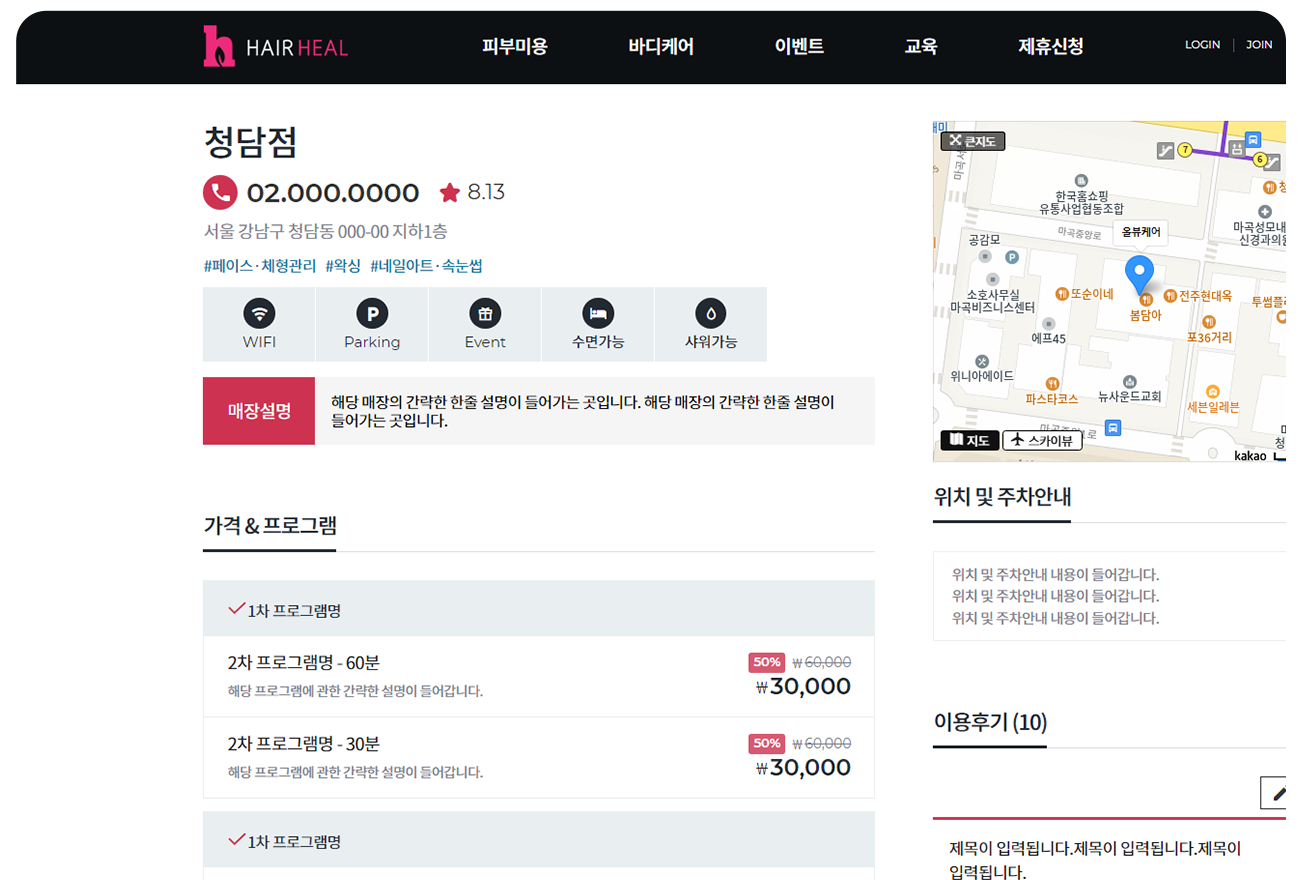 HAIRHEAL
피부미용
바디케어
이벤트
교육
제휴신청
LOGIN
JOIN
청담점
02.000.0000
8.13
서울 강남구 청담동 000-00 지하1층
#페이스·체형관리 #왁싱 #네일아트·속눈썹
WIFI
Parking
Event
수면가능
샤워가능
매장설명
해당 매장의 간략한 한줄 설명이 들어가는 곳입니다. 해당 매장의 간략한 한줄 설명이
들어가는 곳입니다.
가격 & 프로그램
1차 프로그램명
2차 프로그램명 - 60분
50% ₩60,000
해당 프로그램에 관한 간략한 설명이 들어갑니다.
₩30,000
2차 프로그램명 - 30분
50% ₩60,000
해당 프로그램에 관한 간략한 설명이 들어갑니다.
₩30,000
1차 프로그램명
큰지도
7
6
한국홈쇼핑
유통사업협동조합
마곡중앙로
올뷰케어
마곡성모내
신경과의원
공감모
P
소호사무실
마곡비즈니스센터
또순이네
전주현대옥
봄담아
투썸플
에프45
포36거리
위니아에이드
파스타코스
뉴사운드교회
세븐일레븐
지도
스카이뷰
kakao
위치 및 주차안내
위치 및 주차안내 내용이 들어갑니다.
위치 및 주차안내 내용이 들어갑니다.
위치 및 주차안내 내용이 들어갑니다.
이용후기 (10)
제목이 입력됩니다.제목이 입력됩니다.제목이
입력됩니다.